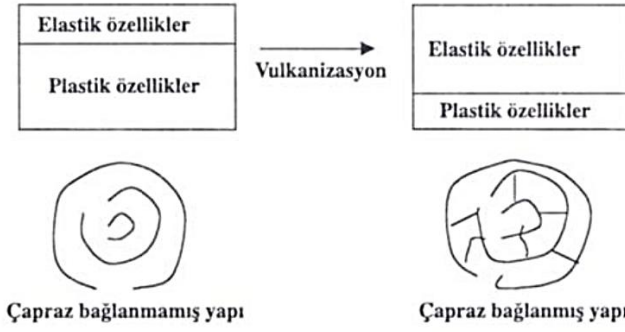 Elastik özellikler
Plastik özellikler
Vulkanizasyon
Elastik özellikler
Plastik özellikler
Çapraz bağlanmamış yapı
Çapraz bağlanmış yapı